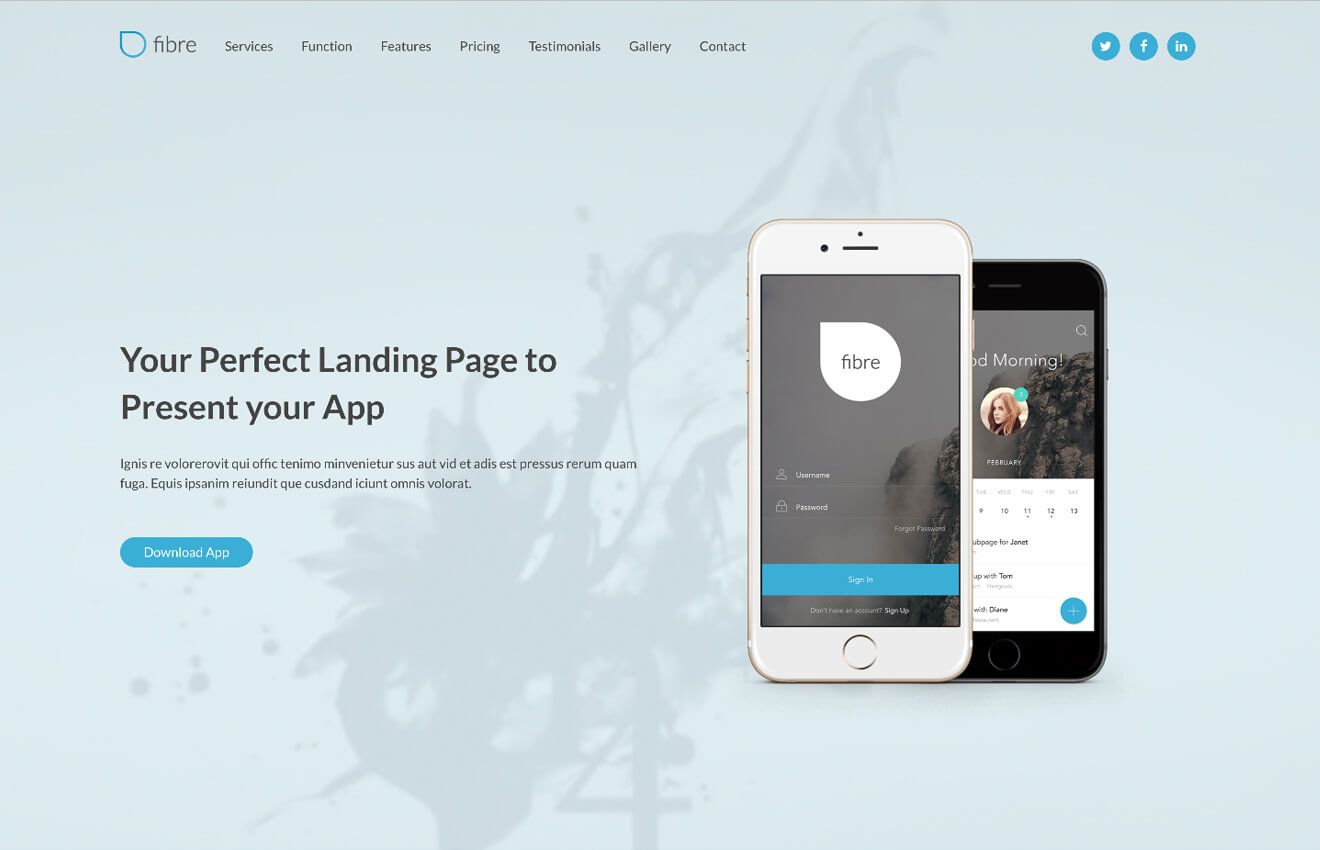 fibre
Services Function Features Pricing Testimonials Gallery Contact
Your Perfect Landing Page to
Present your App
Ignis re volorerovit qui offic tenimo minvenietur sus aut vid et adis est pressus rerum quam
fuga. Equis ipsanim reiundit que cusdand iciunt omnis volorat.
Download App
fibre
Username
Password
Forgot Password
Sign In
Don't have an account? Sign Up
od Morning!
3
FEBRUARY
TUE WED THU FRI SAT
9 10 11 12 13
ubpage for Janet
up with Tom
Hangouts
with Diane